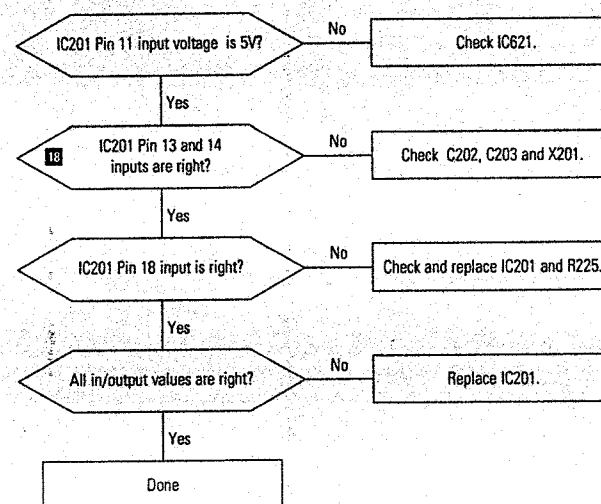 IC201 Pin 11 input voltage is 5V?
No
Check IC621.
Yes
18
IC201 Pin 13 and 14
inputs are right?
No
Check C202, C203 and X201.
Yes
IC201 Pin 18 input is right?
No
Check and replace IC201 and R225.
Yes
All in/output values are right?
No
Replace IC201.
Yes
Done